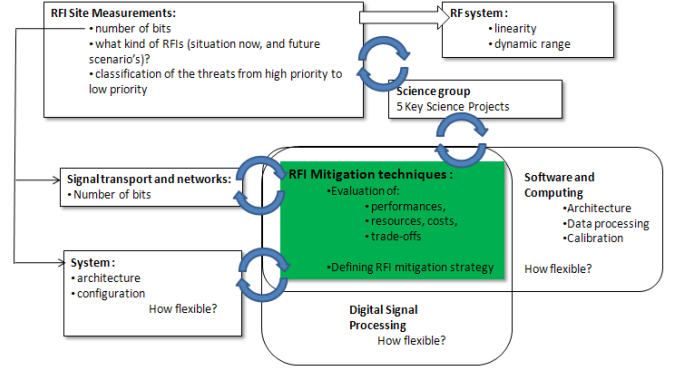 RFI Site Measurements:
• number of bits
• what kind of RFIs (situation now, and future
scenario's)?
• classification of the threats from high priority to
low priority
RF system :
• linearity
• dynamic range
Science group
5 Key Science Projects
Signal transport and networks:
• Number of bits
RFI Mitigation techniques :
•Evaluation of:
• performances,
• resources, costs,
• trade-offs
•Defining RFI mitigation strategy
Software and
Computing
•Architecture
•Data processing
•Calibration
How flexible?
System :
• architecture
• configuration
How flexible?
Digital Signal
Processing
How flexible?